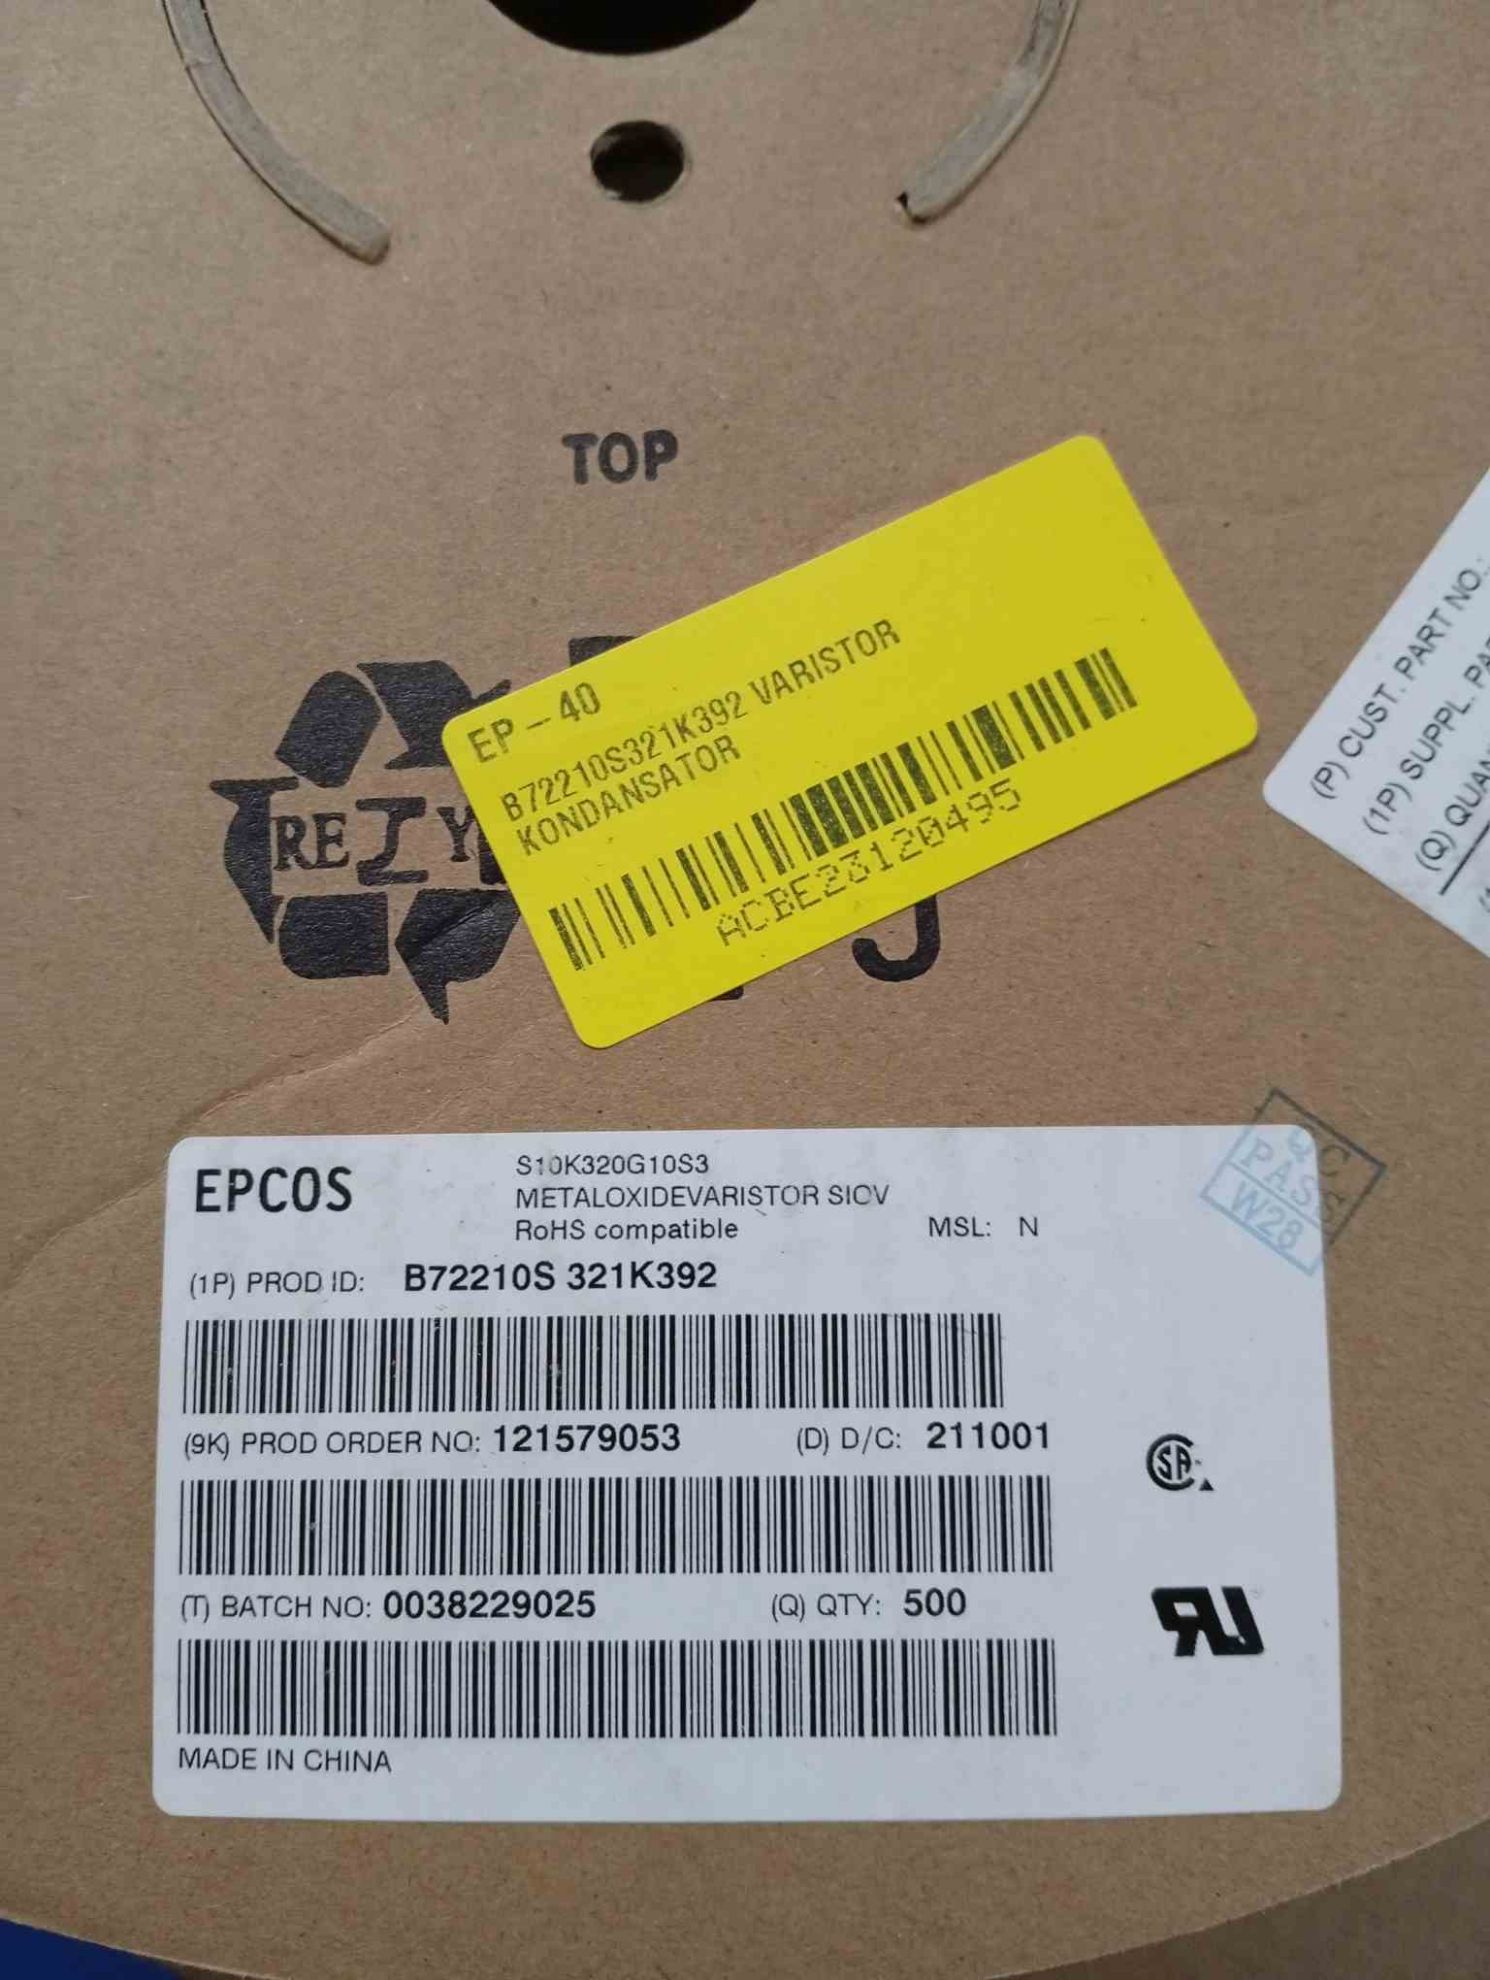 TOP
EP - 40
B72210S321K392 VARISTOR
KONDANSATOR
ACBE23120495
(P) CUST. PART NO.:
(1P) SUPPL.
(Q)
EPCOS
S10K320G10S3
METALOXIDEVARISTOR SIOV
RoHS compatible
MSL: N
QC
PASS
W28
(1P) PROD ID: B72210S 321K392
(9K) PROD ORDER NO: 121579053
(D) D/C: 211001
(T) BATCH NO: 0038229025
(Q) QTY: 500
MADE IN CHINA